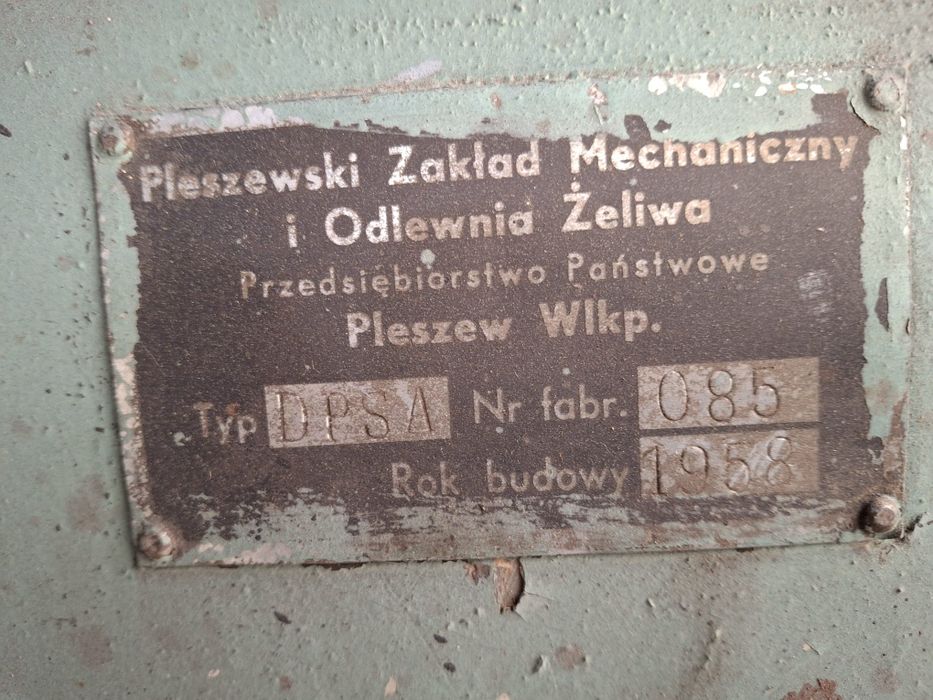 Pleszewski Zakład Mechaniczny
i Odlewnia Żeliwa
Przedsiębiorstwo Państwowe
Pleszew Wlkp.
Typ DPSA Nr fabr. 085
Rok budowy 1958